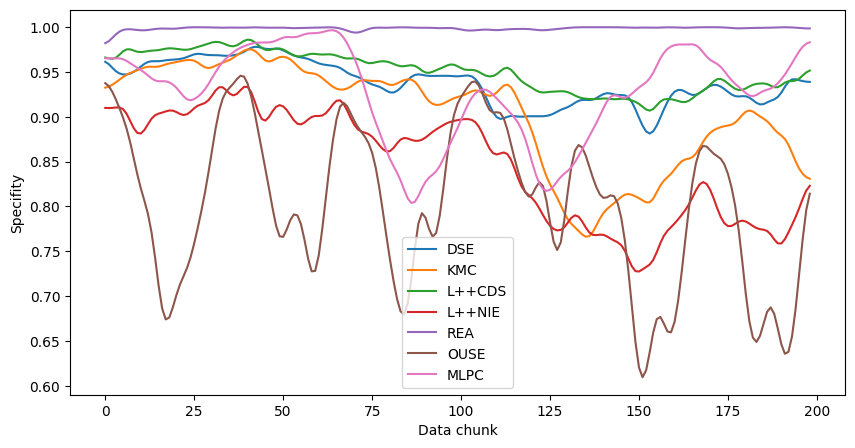 1.00
0.95
0.90
0.85
0.80
0.75
0.70
0.65
0.60
Specifity
DSE
KMC
L++CDS
L++NIE
REA
OUSE
MLPC
0 25 50 75 100 125 150 175 200
Data chunk